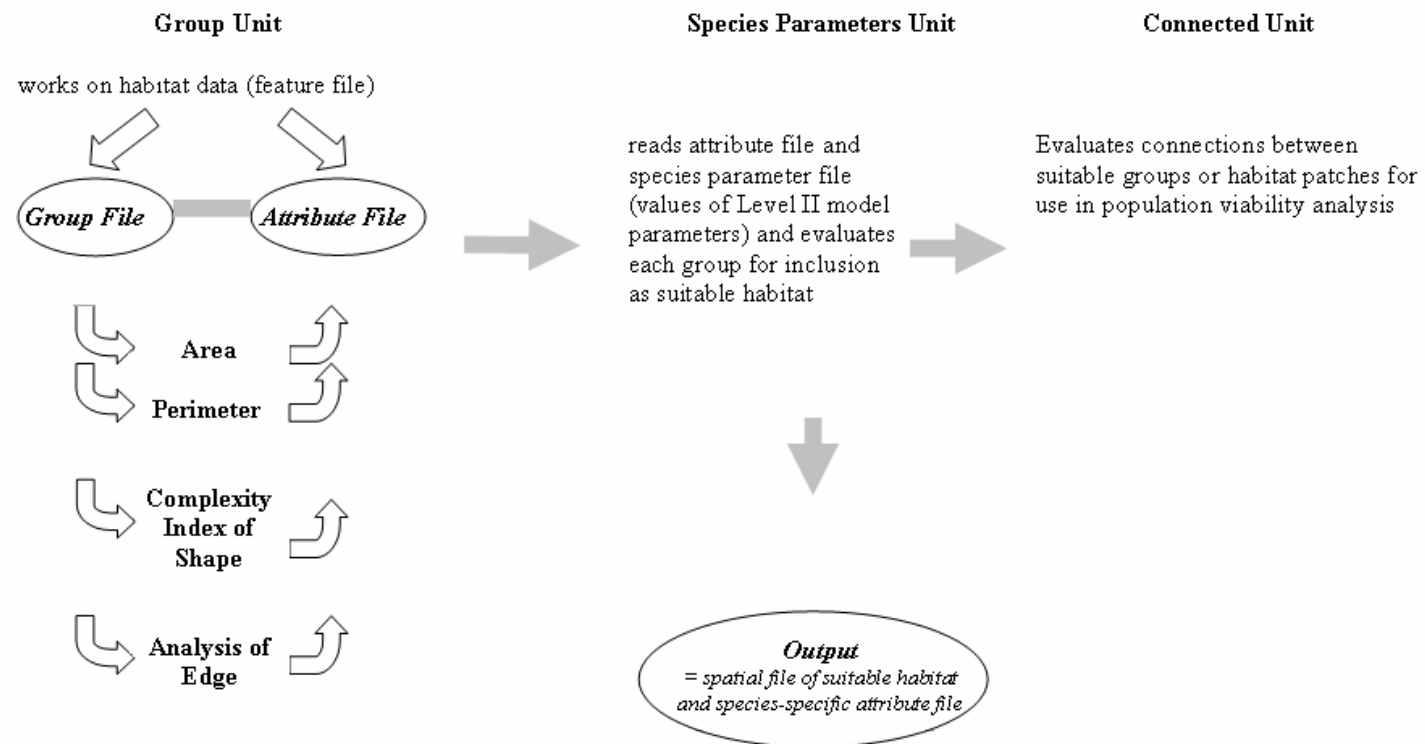 Group Unit
works on habitat data (feature file)
Group File
Attribute File
Area
Perimeter
Complexity
Index of
Shape
Analysis of
Edge
Species Parameters Unit
reads attribute file and
species parameter file
(values of Level II model
parameters) and evaluates
each group for inclusion
as suitable habitat
Output
= spatial file of suitable habitat
and species-specific attribute file
Connected Unit
Evaluates connections between
suitable groups or habitat patches for
use in population viability analysis